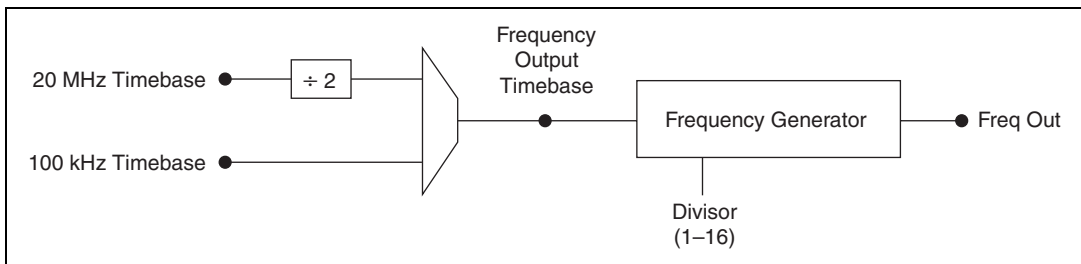 20 MHz Timebase
÷ 2
100 kHz Timebase
Frequency
Output
Timebase
Frequency Generator
Divisor
(1–16)
Freq Out